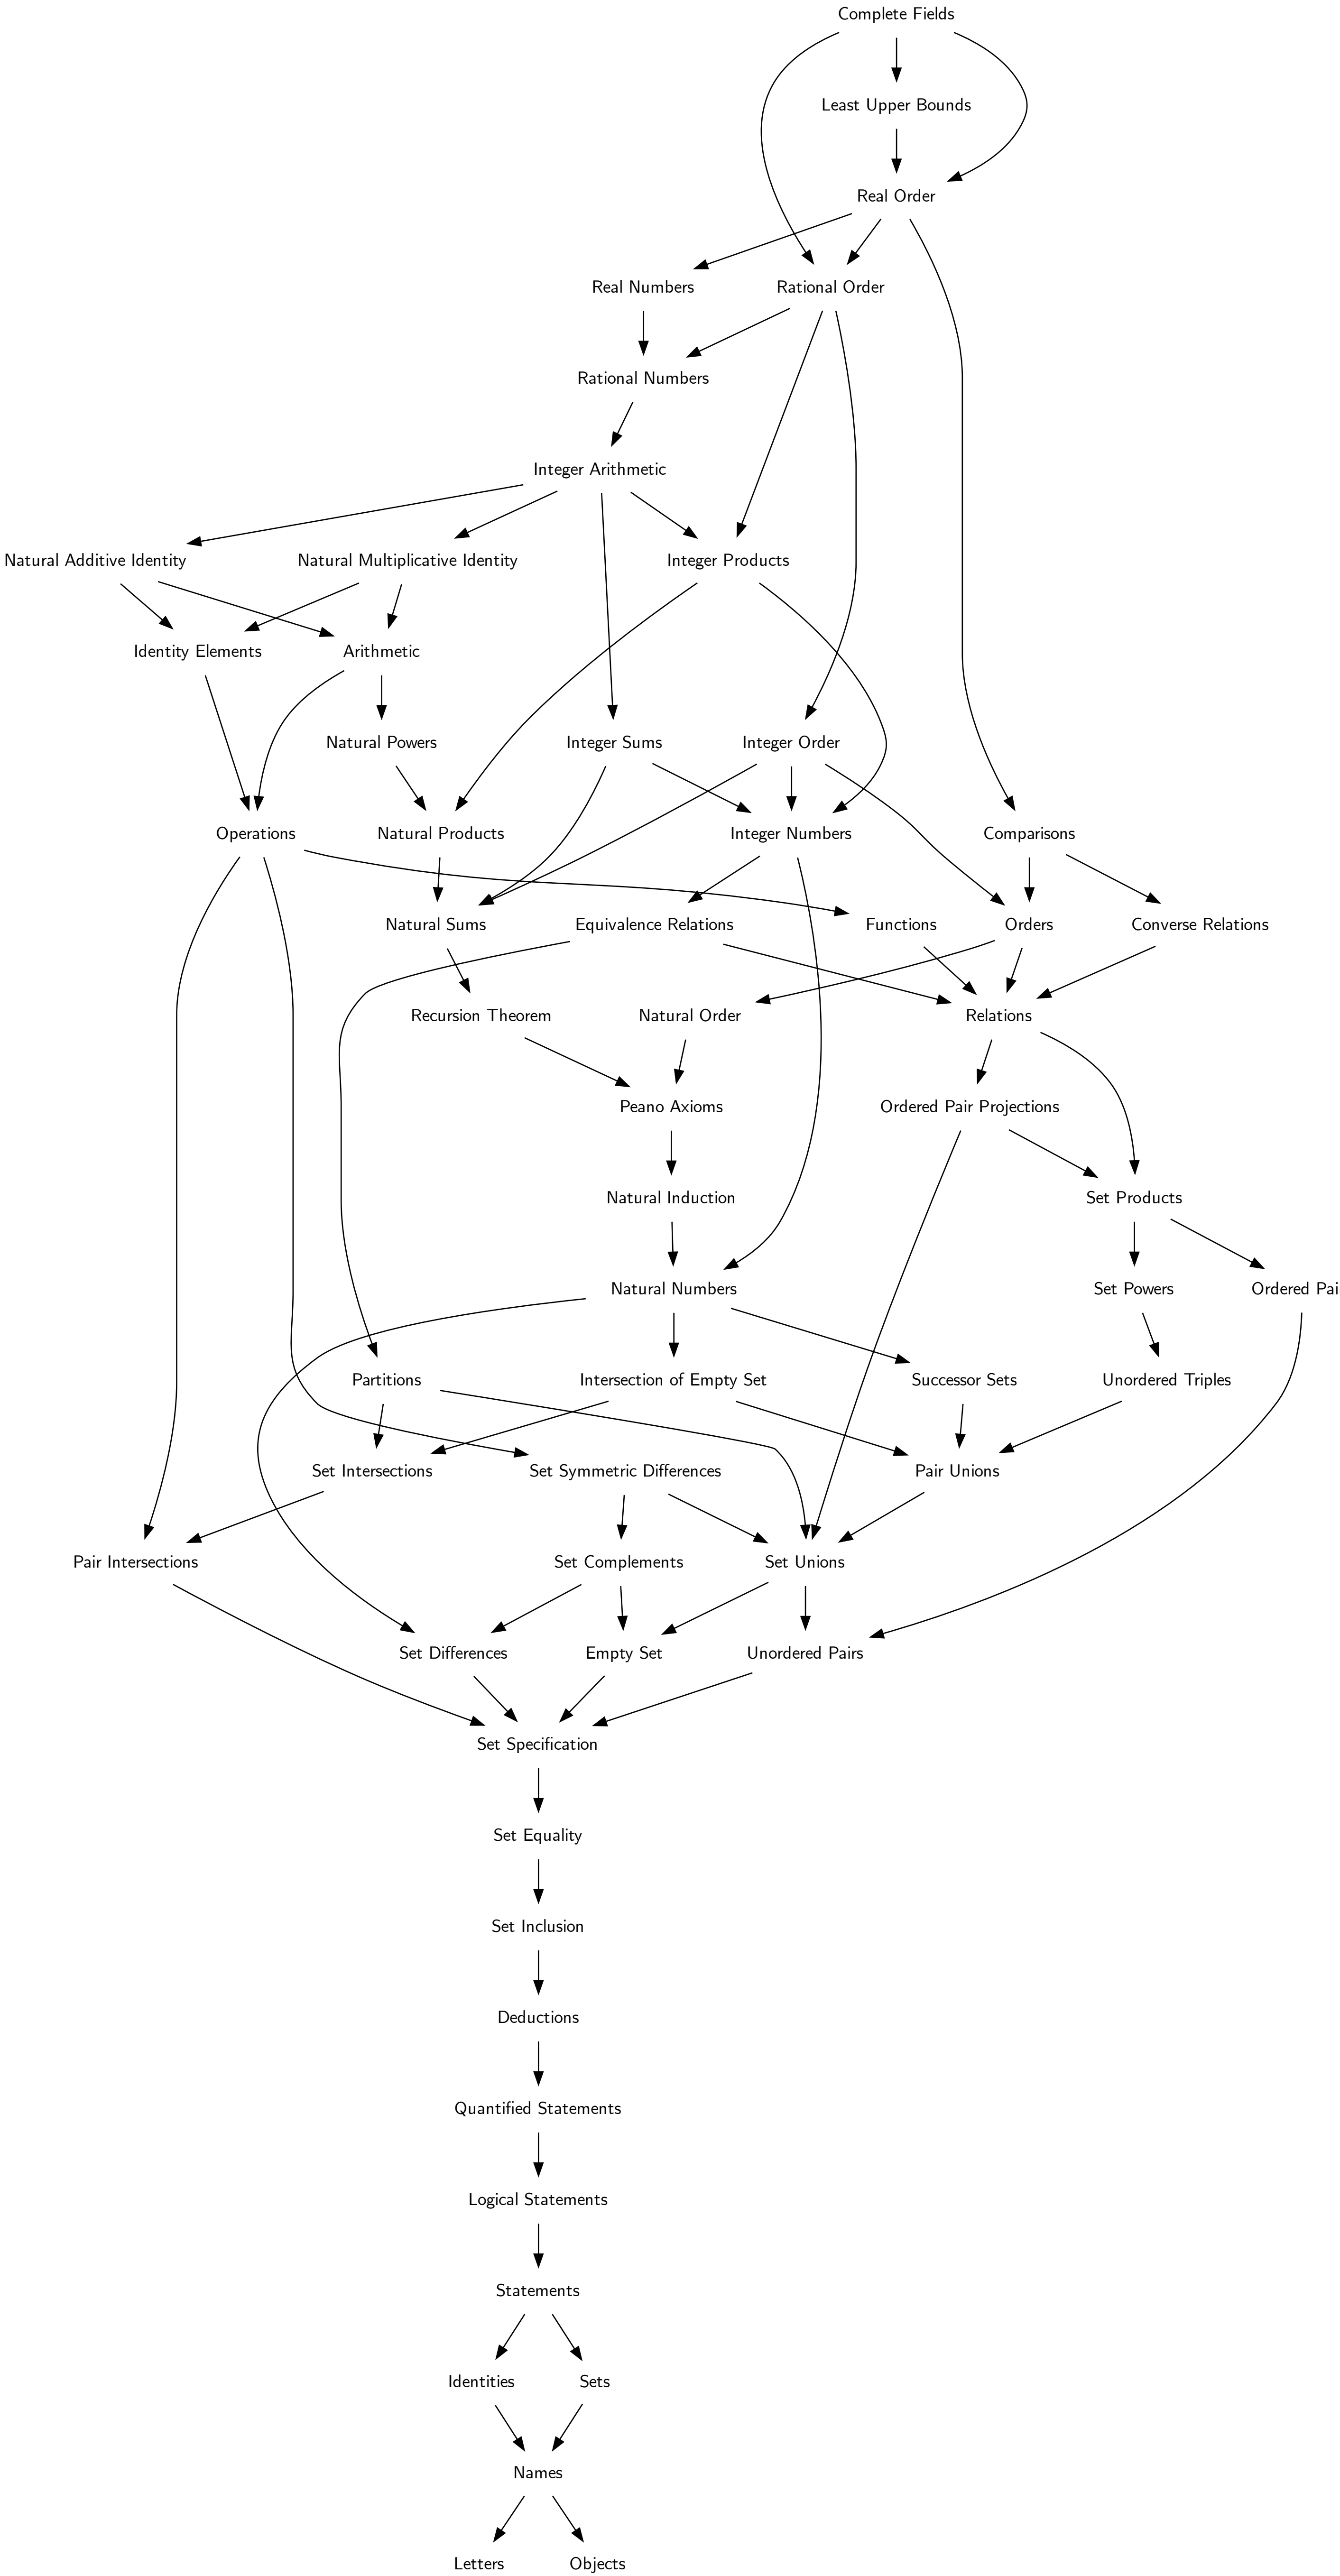 Complete Fields
Least Upper Bounds
Real Order
Real Numbers
Rational Order
Rational Numbers
Integer Arithmetic
Natural Additive Identity
Natural Multiplicative Identity
Integer Products
Identity Elements
Arithmetic
Natural Powers
Integer Sums
Integer Order
Operations
Natural Products
Integer Numbers
Comparisons
Natural Sums
Equivalence Relations
Functions
Orders
Converse Relations
Recursion Theorem
Natural Order
Relations
Peano Axioms
Ordered Pair Projections
Natural Induction
Set Products
Natural Numbers
Set Powers
Ordered Pai
Partitions
Intersection of Empty Set
Successor Sets
Unordered Triples
Set Intersections
Set Symmetric Differences
Pair Unions
Pair Intersections
Set Complements
Set Unions
Set Differences
Empty Set
Unordered Pairs
Set Specification
Set Equality
Set Inclusion
Deductions
Quantified Statements
Logical Statements
Statements
Identities
Sets
Names
Letters
Objects